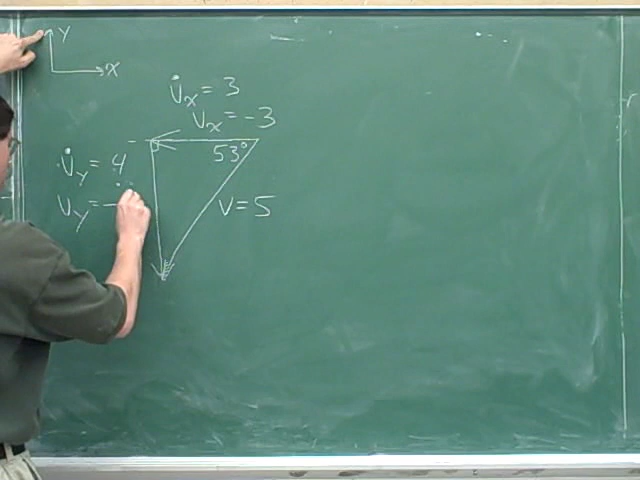 y
x
v̇x = 3
vx = -3
53°
v̇y = 4
vy = -
v = 5